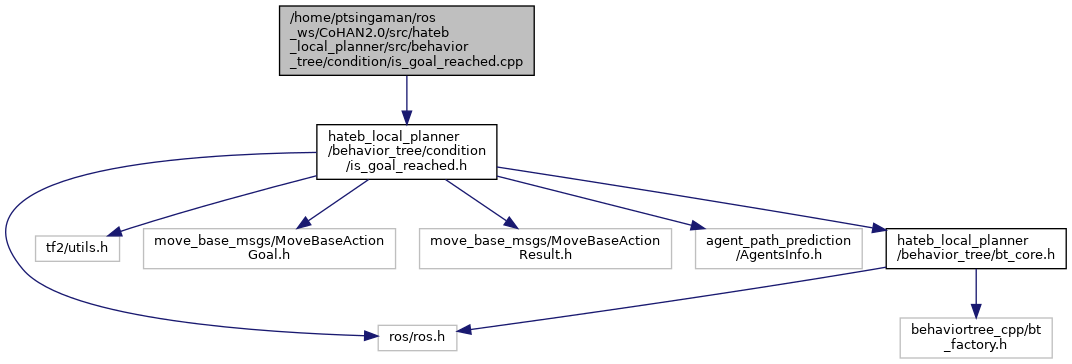 /home/ptsingaman/ros
_ws/CoHAN2.0/src/hateb
_local_planner/src/behavior
_tree/condition/is_goal_reached.cpp
hateb_local_planner
/behavior_tree/condition
/is_goal_reached.h
tf2/utils.h
move_base_msgs/MoveBaseAction
Goal.h
move_base_msgs/MoveBaseAction
Result.h
agent_path_prediction
/AgentsInfo.h
hateb_local_planner
/behavior_tree/bt_core.h
ros/ros.h
behaviortree_cpp/bt
_factory.h